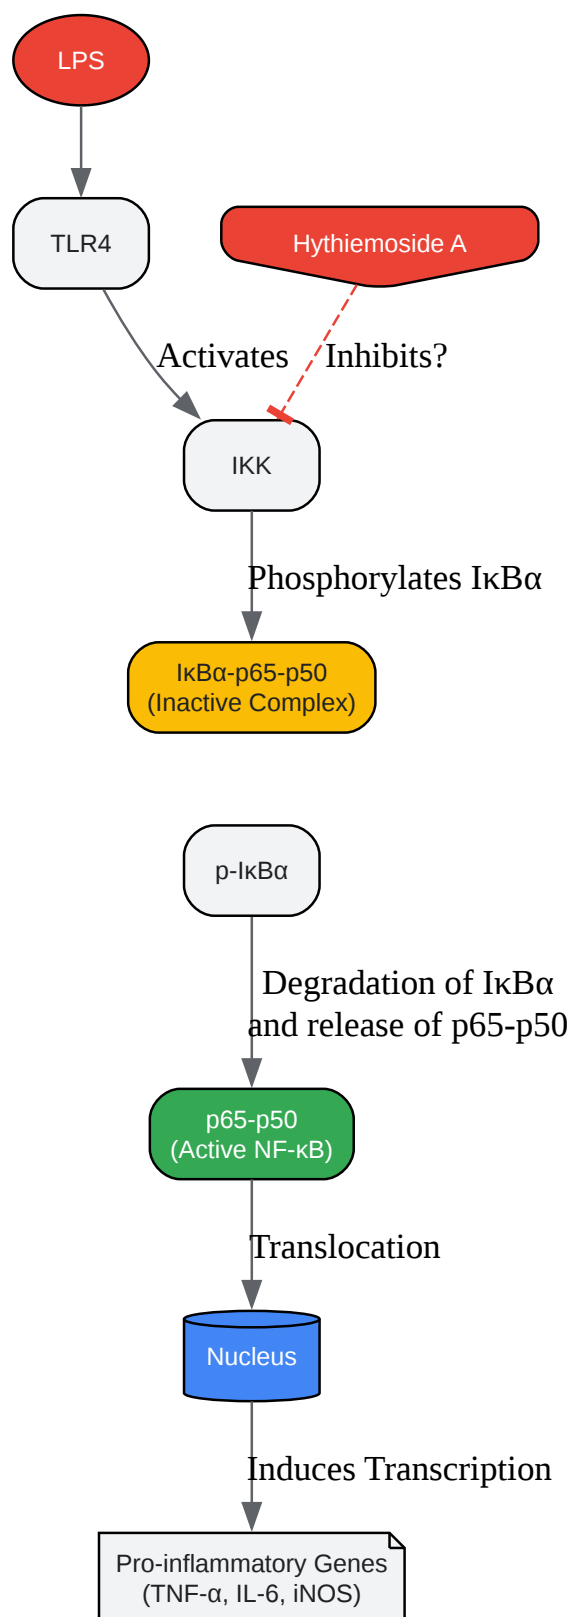 LPS
TLR4
Hythiemoside A
Activates
Inhibits?
IKK
Phosphorylates IκBα
IκBα-p65-p50
(Inactive Complex)
p-IκBα
Degradation of IκBα
and release of p65-p50
p65-p50
(Active NF-κB)
Translocation
Nucleus
Induces Transcription
Pro-inflammatory Genes
(TNF-α, IL-6, iNOS)